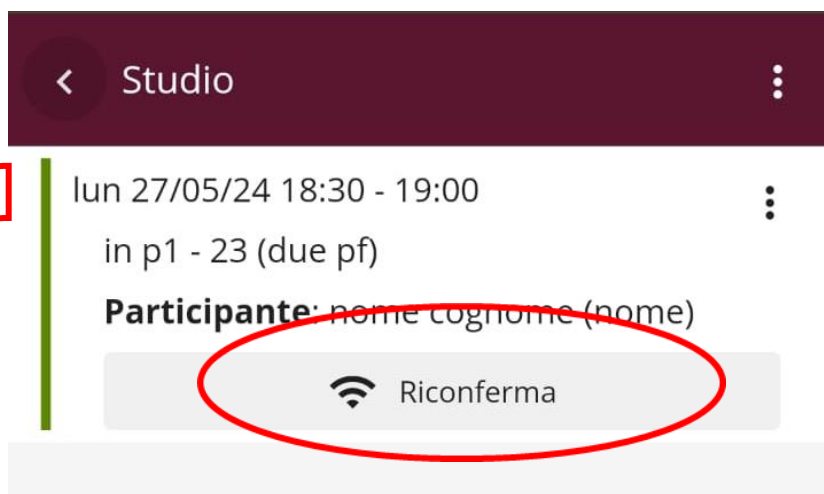 Studio
lun 27/05/24 18:30 - 19:00
in p1 - 23 (due pf)
Participante: nome cognome (nome)
Riconferma